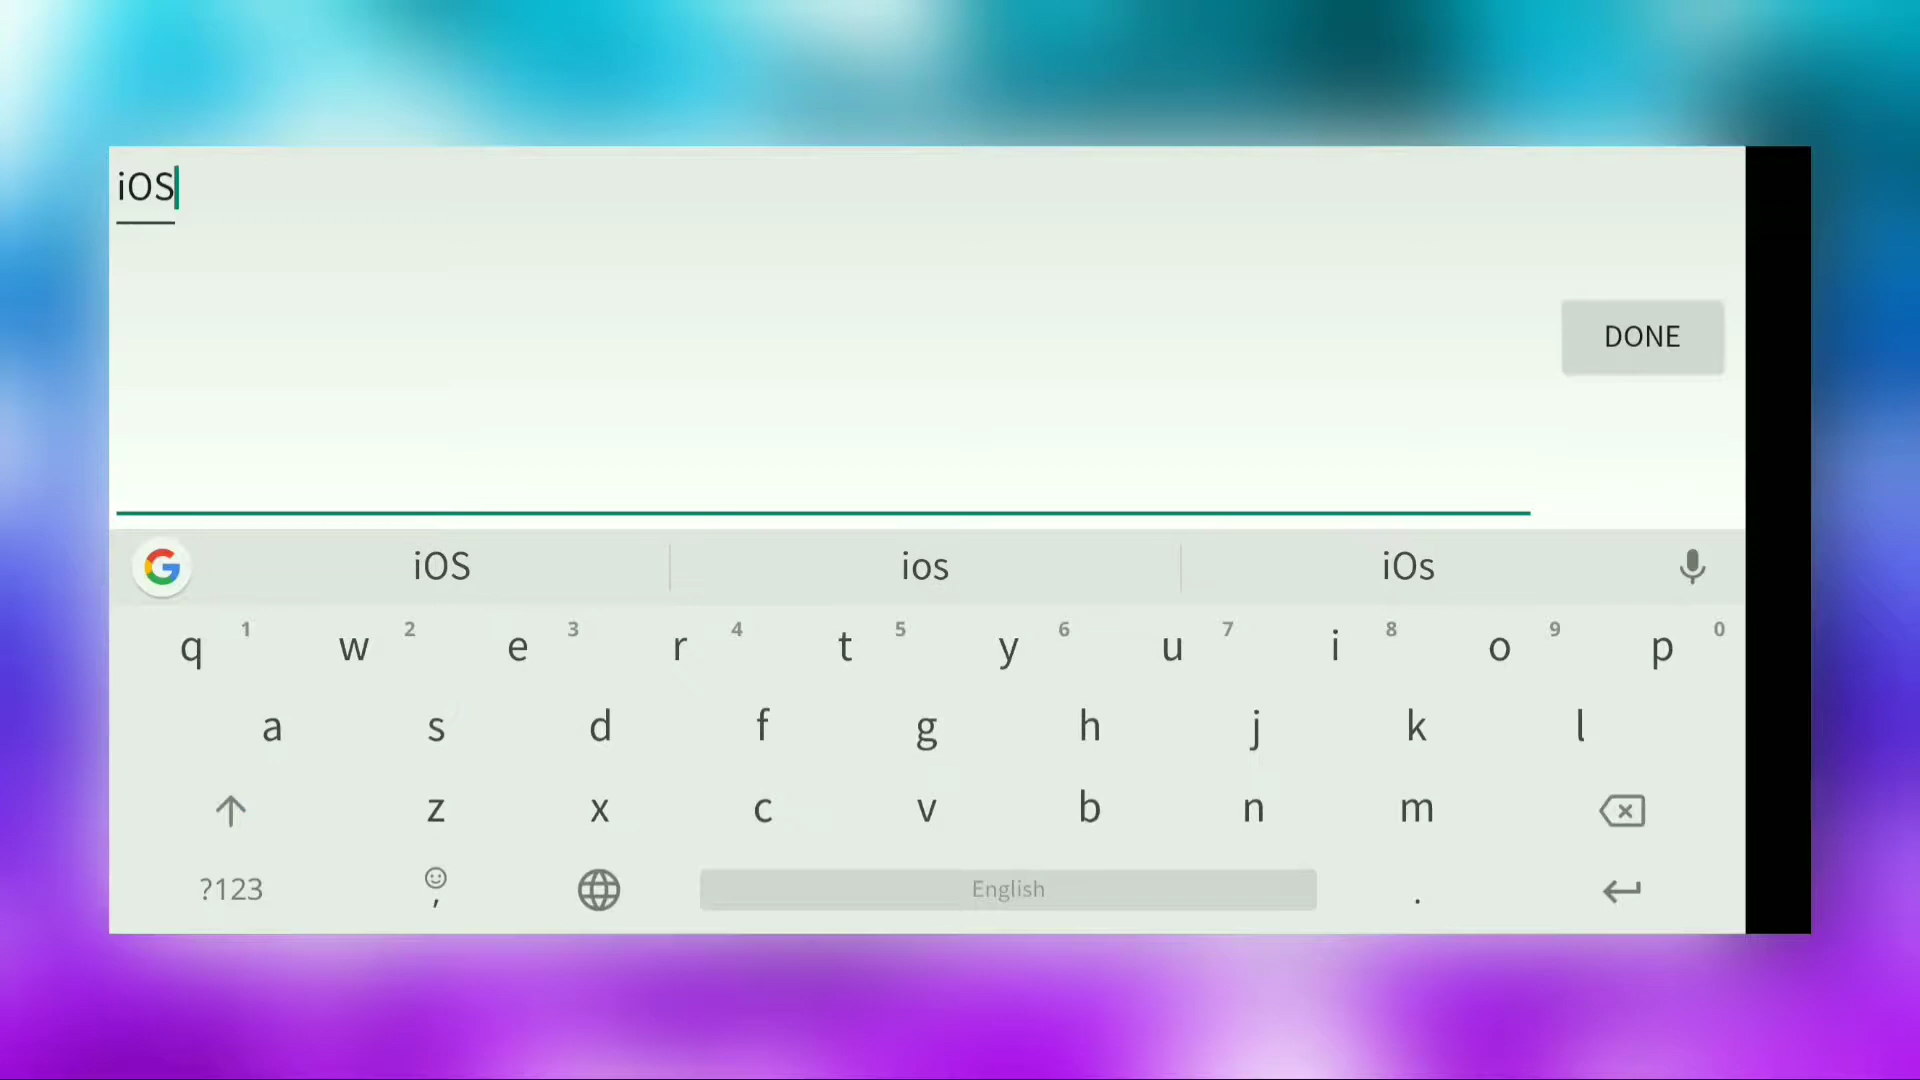 iOS
DONE
iOS ios iOs
q 1 w 2 e 3 r 4 t 5 y 6 u 7 i 8 o 9 p 0
a s d f g h j k l
z x c v b n m
?123 , English .